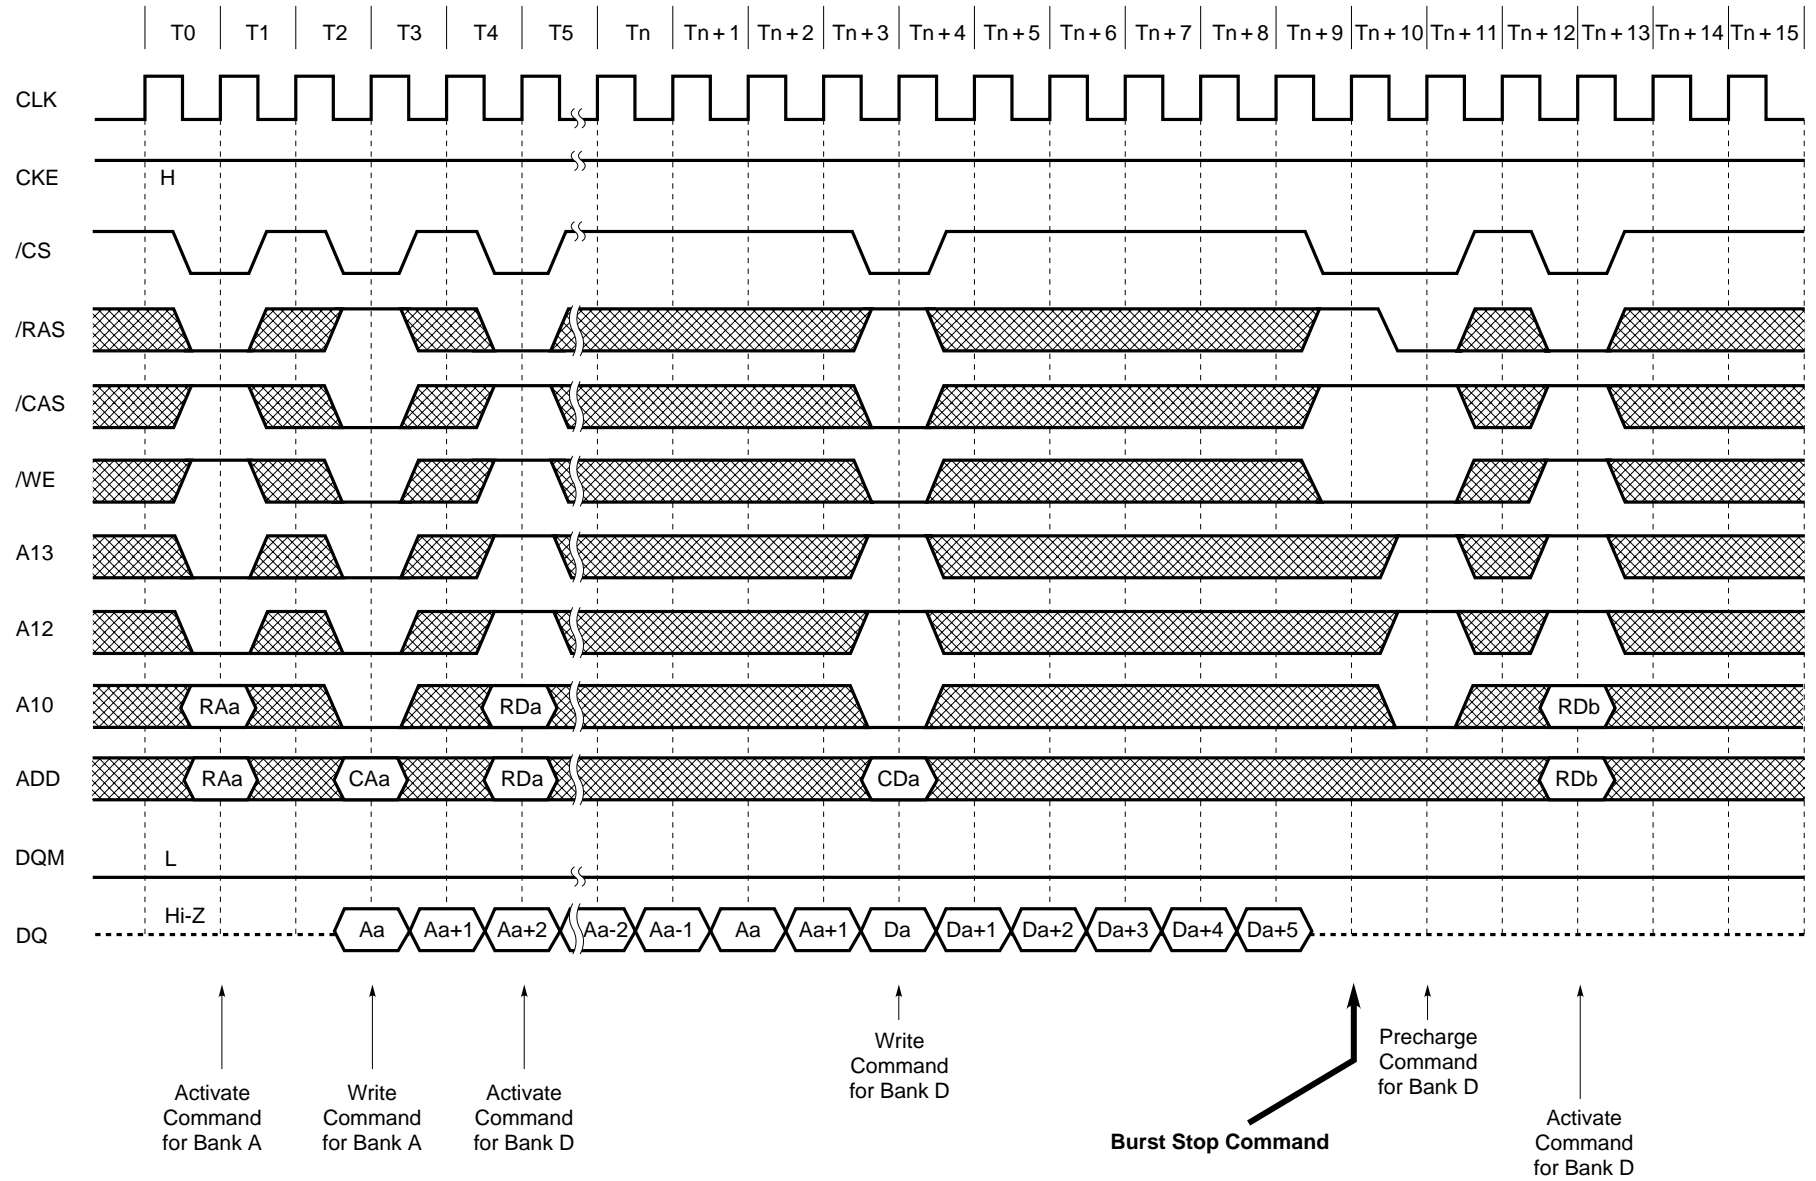 T0 T1 T2 T3 T4 T5 Tn Tn + 1 Tn + 2 Tn + 3 Tn + 4 Tn + 5 Tn + 6 Tn + 7 Tn + 8 Tn + 9 Tn + 10 Tn + 11 Tn + 12 Tn + 13 Tn + 14 Tn + 15
CLK
CKE H
/CS
/RAS
/CAS
/WE
A13
A12
A10 RAa RDa RDb
ADD RAa CAa RDa CDa RDb
DQM L
DQ Hi-Z Aa Aa+1 Aa+2 Aa-2 Aa-1 Aa Aa+1 Da Da+1 Da+2 Da+3 Da+4 Da+5
Activate
Command
for Bank A
Write
Command
for Bank A
Activate
Command
for Bank D
Write
Command
for Bank D
Burst Stop Command
Precharge
Command
for Bank D
Activate
Command
for Bank D